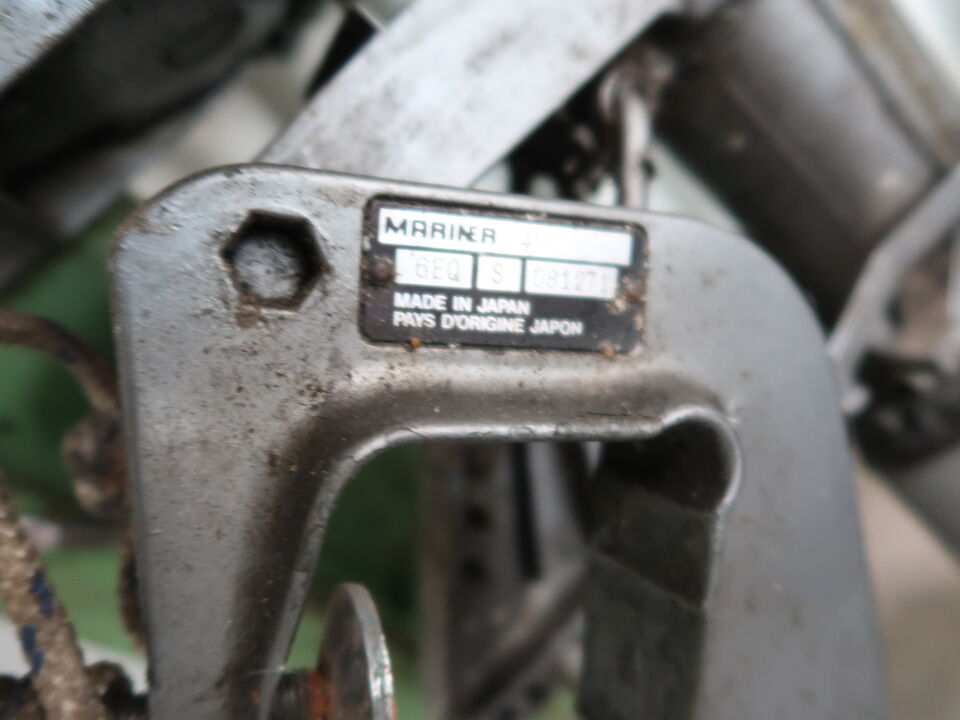 MARINER
6EQ S 081271
MADE IN JAPAN
PAYS D'ORIGINE JAPON